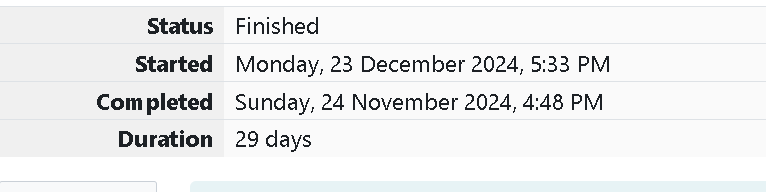 Status Finished
Started Monday, 23 December 2024, 5:33 PM
Completed Sunday, 24 November 2024, 4:48 PM
Duration 29 days